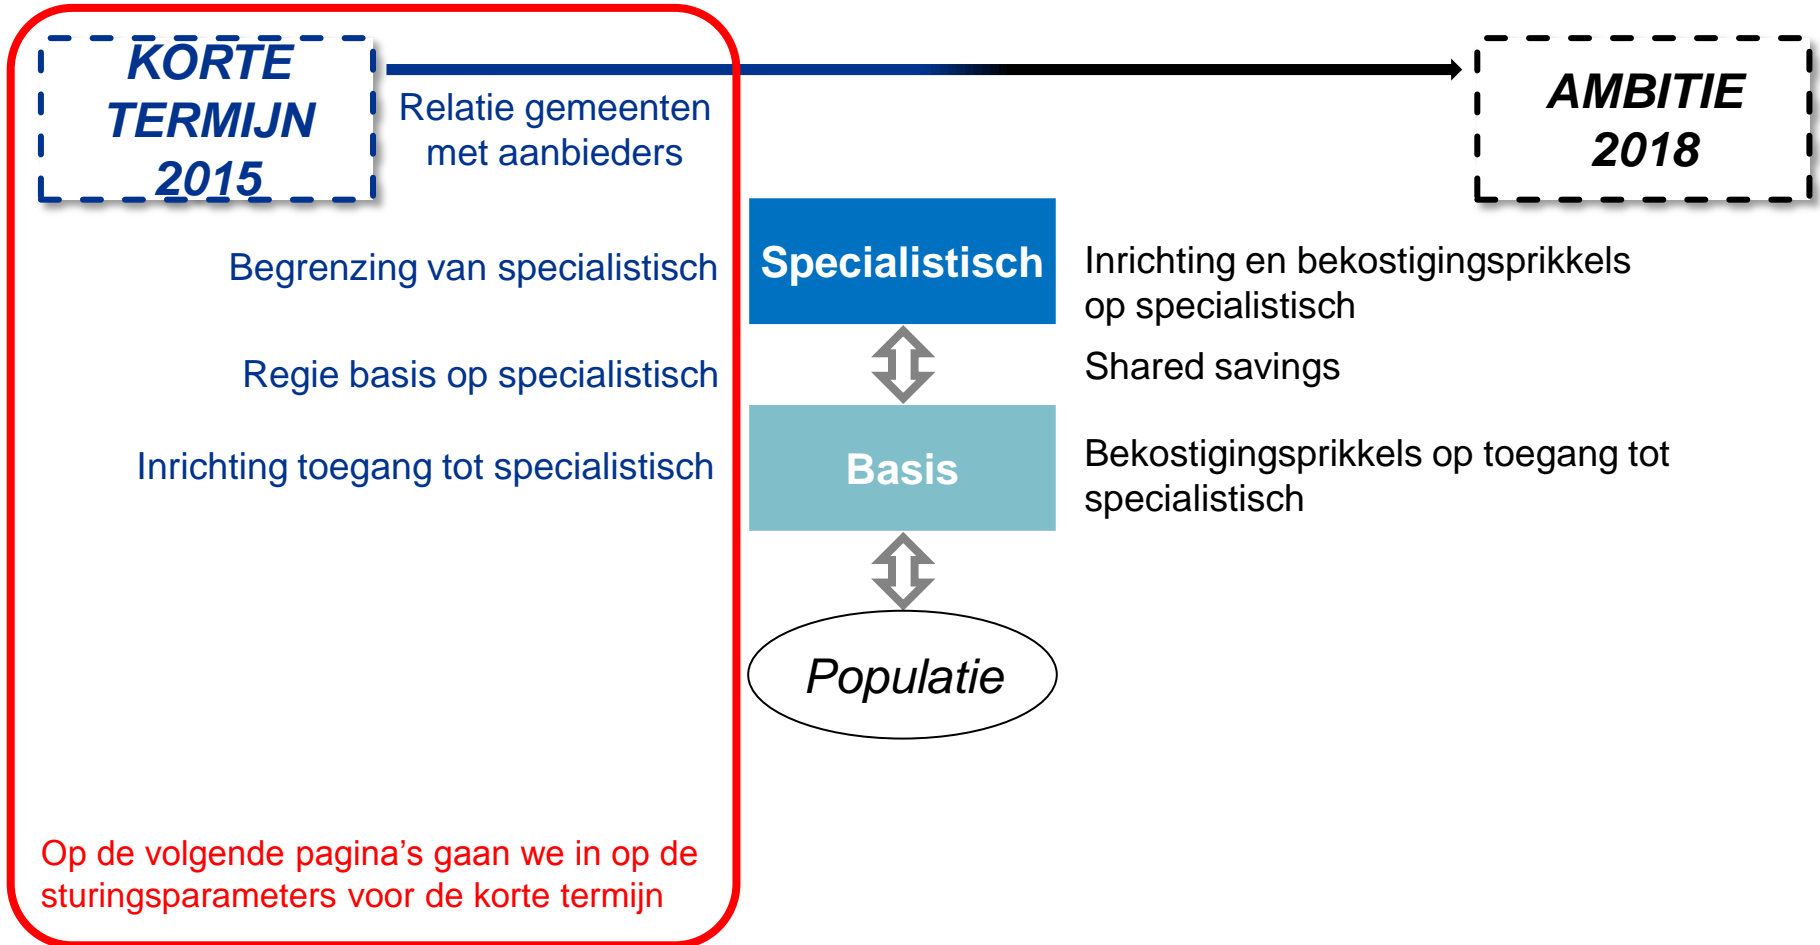 KORTE
TERMIJN
2015
Relatie gemeenten
met aanbieders
AMBITIE
2018
Begrenzing van specialistisch
Specialistisch
Inrichting en bekostigingsprikkels
op specialistisch
Regie basis op specialistisch
Shared savings
Inrichting toegang tot specialistisch
Basis
Bekostigingsprikkels op toegang tot
specialistisch
Populatie
Op de volgende pagina’s gaan we in op de
sturingsparameters voor de korte termijn